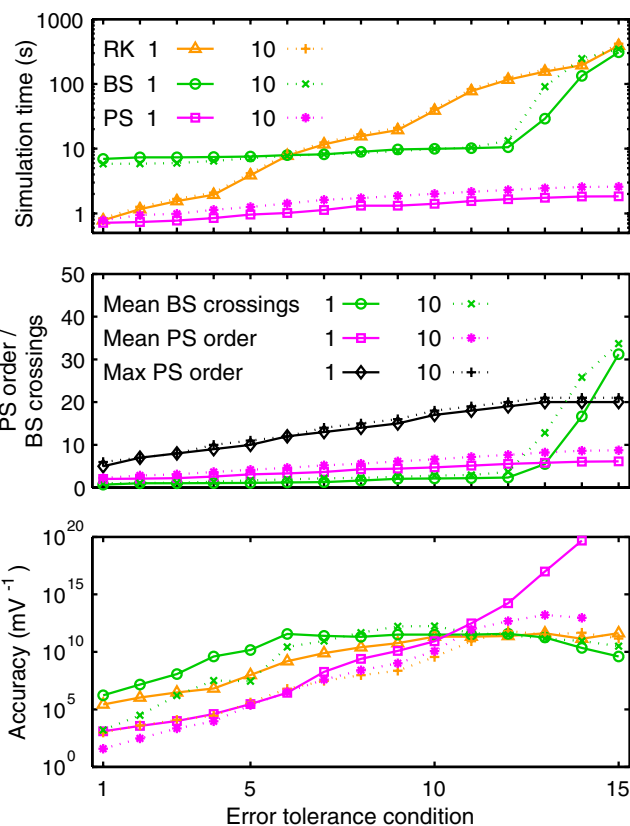 1000
100
10
1
Simulation time (s)
RK 1 10
BS 1 10
PS 1 10
50
40
30
20
10
0
PS order /
BS crossings
Mean BS crossings 1 10
Mean PS order 1 10
Max PS order 1 10
10^20
10^15
10^10
10^5
10^0
Accuracy (mV^-1)
1 5 10 15
Error tolerance condition